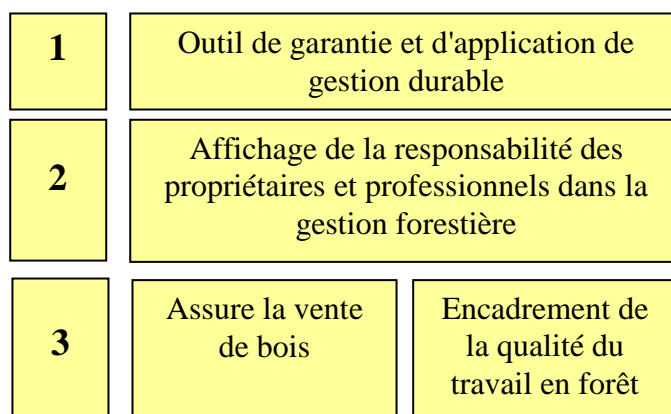 1
Outil de garantie et d'application de
gestion durable
2
Affichage de la responsabilité des
propriétaires et professionnels dans la
gestion forestière
3
Assure la vente
de bois
Encadrement de
la qualité du
travail en forêt